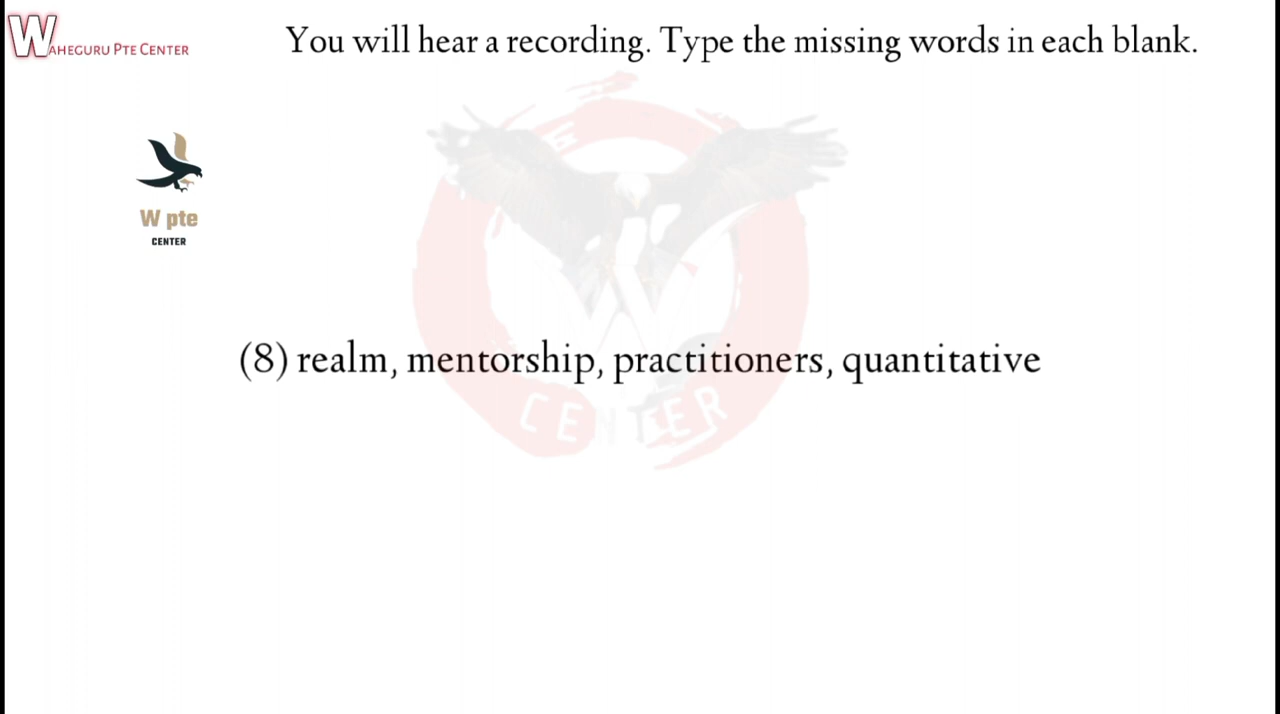 WAHEGURU PTE CENTER
You will hear a recording. Type the missing words in each blank.
W pte
CENTER
(8) realm, mentorship, practitioners, quantitative
CENTER